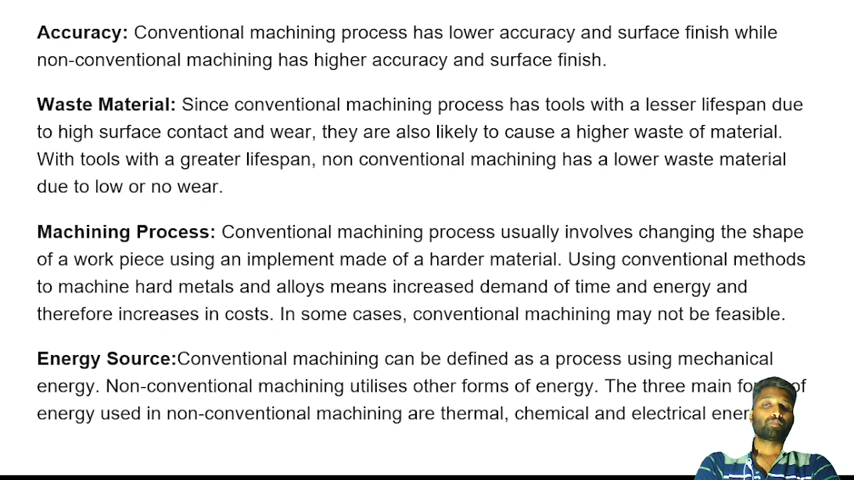 Accuracy: Conventional machining process has lower accuracy and surface finish while
non-conventional machining has higher accuracy and surface finish.
Waste Material: Since conventional machining process has tools with a lesser lifespan due
to high surface contact and wear, they are also likely to cause a higher waste of material.
With tools with a greater lifespan, non conventional machining has a lower waste material
due to low or no wear.
Machining Process: Conventional machining process usually involves changing the shape
of a work piece using an implement made of a harder material. Using conventional methods
to machine hard metals and alloys means increased demand of time and energy and
therefore increases in costs. In some cases, conventional machining may not be feasible.
Energy Source:Conventional machining can be defined as a process using mechanical
energy. Non-conventional machining utilises other forms of energy. The three main of
energy used in non-conventional machining are thermal, chemical and electrical